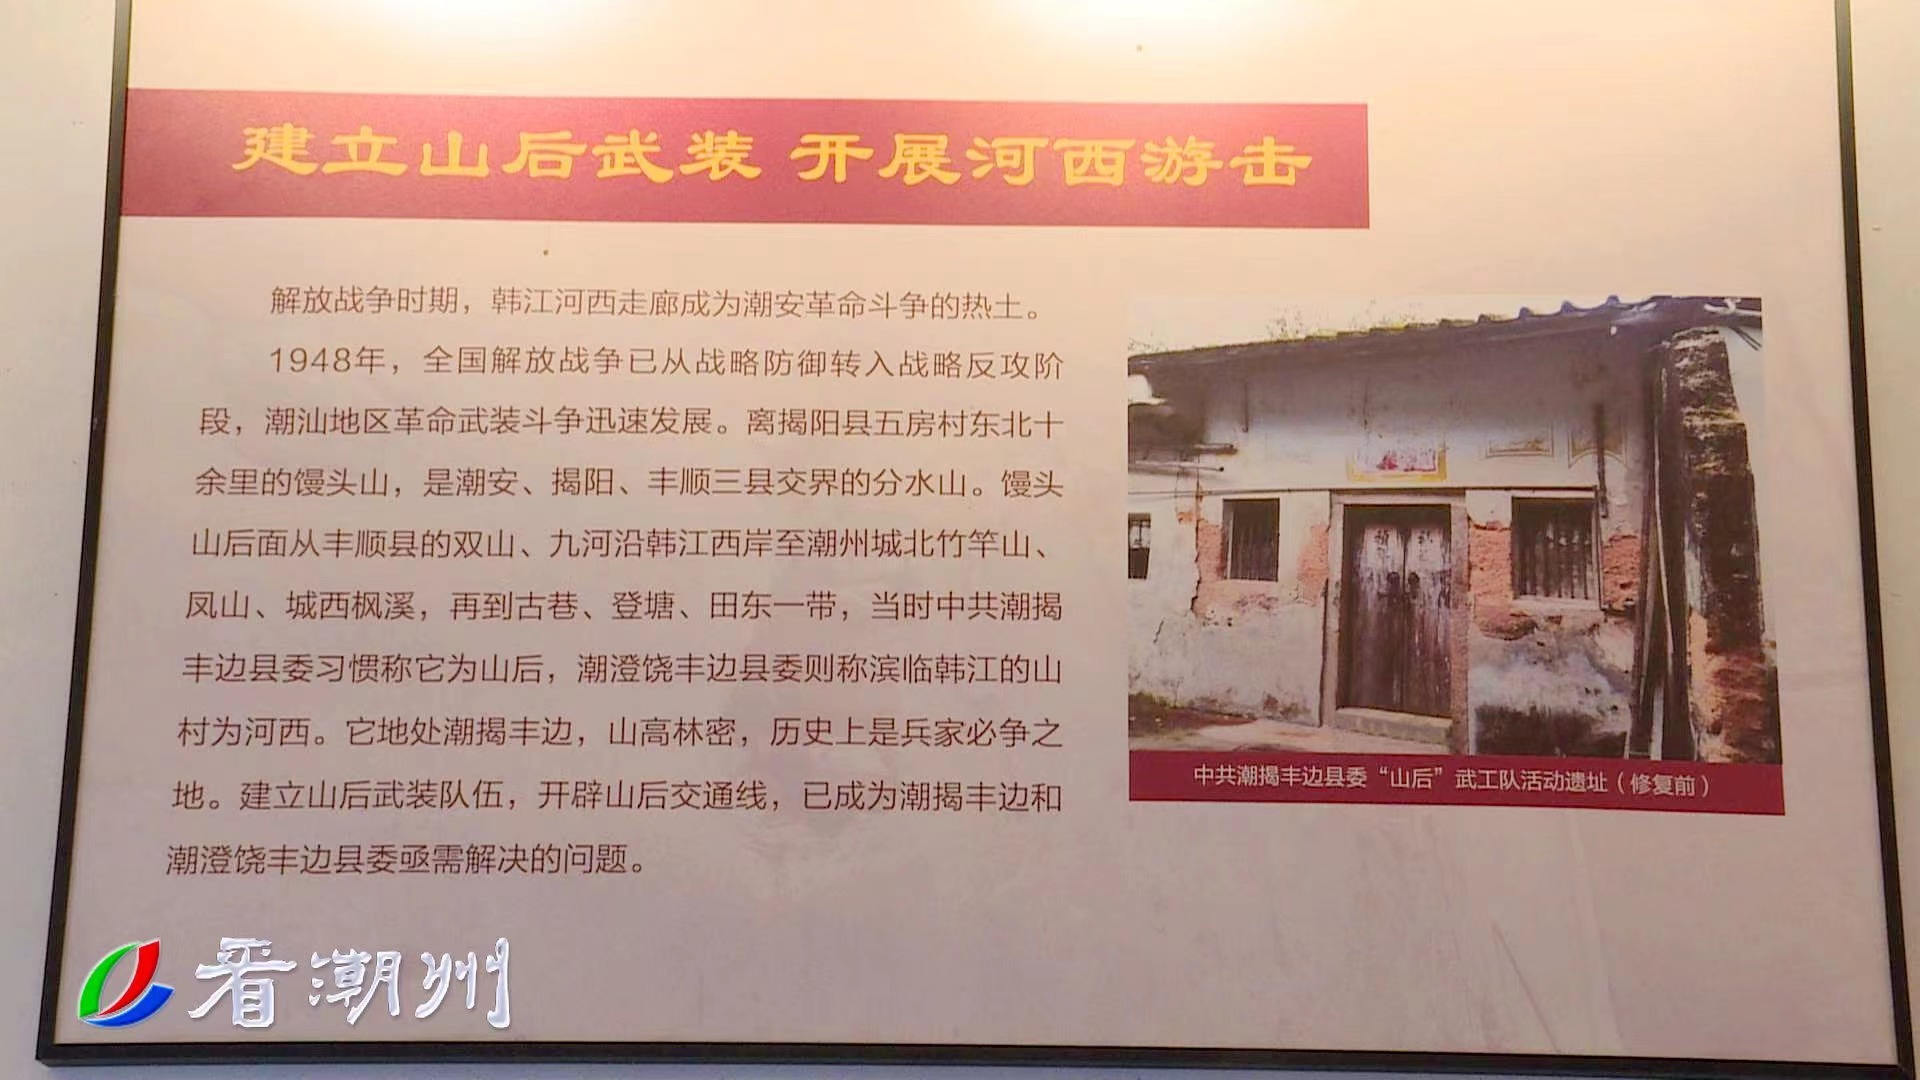 建立山后武装 开展河西游击
解放战争时期，韩江河西走廊成为潮安革命斗争的热土。
1948年，全国解放战争已从战略防御转入战略反攻阶
段，潮汕地区革命武装斗争迅速发展。离揭阳县五房村东北十
余里的馒头山，是潮安、揭阳、丰顺三县交界的分水山。馒头
山后面从丰顺县的双山、九河沿韩江西岸至潮州城北竹竿山、
凤山、城西枫溪，再到古巷、登塘、田东一带，当时中共潮揭
丰边县委习惯称它为山后，潮澄饶丰边县委则称滨临韩江的山
村为河西。它地处潮揭丰边，山高林密，历史上是兵家必争之
地。建立山后武装队伍，开辟山后交通线，已成为潮揭丰边和
潮澄饶丰边县委亟需解决的问题。
中共潮揭丰边县委“山后”武工队活动遗址（修复前）
看潮州